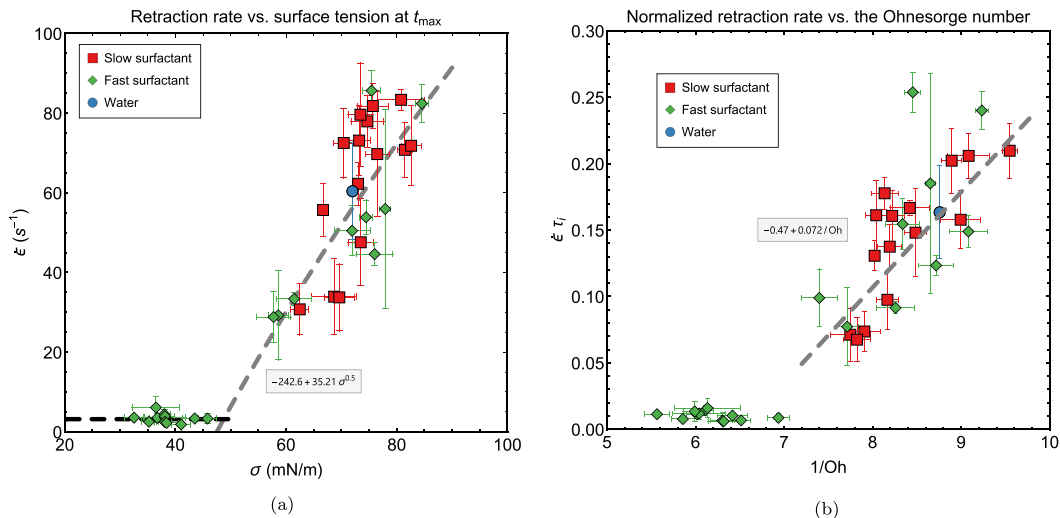 Retraction rate vs. surface tension at tmax
Slow surfactant
Fast surfactant
Water
−242.6 + 35.21 σ^0.5
100
80
60
40
20
0
ε̇ (s⁻¹)
20
40
60
80
100
σ (mN/m)
(a)
Normalized retraction rate vs. the Ohnesorge number
Slow surfactant
Fast surfactant
Water
−0.47 + 0.072 / Oh
0.30
0.25
0.20
0.15
0.10
0.05
0.00
ε̇ τi
5
6
7
8
9
10
1/Oh
(b)